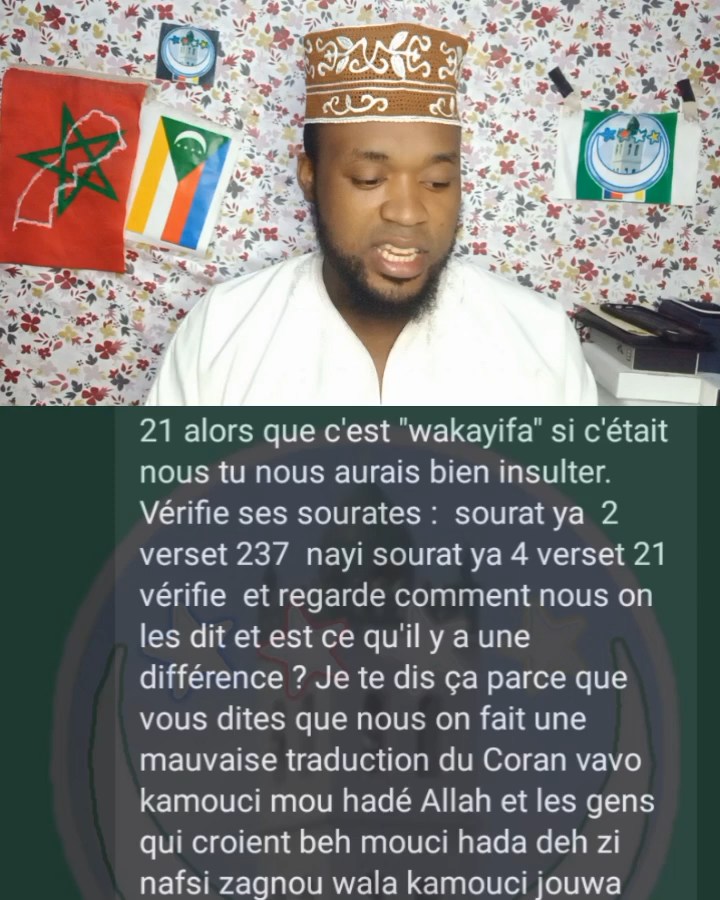 21 alors que c'est "wakayifa" si c'était
nous tu nous aurais bien insulter.
Vérifie ses sourates :  sourat ya  2
verset 237  nayi sourat ya 4 verset 21
vérifie  et regarde comment nous on
les dit et est ce qu'il y a une
différence ? Je te dis ça parce que
vous dites que nous on fait une
mauvaise traduction du Coran vavo
kamouci mou hadé Allah et les gens
qui croient beh mouci hada deh zi
nafsi zagnou wala kamouci jouwa